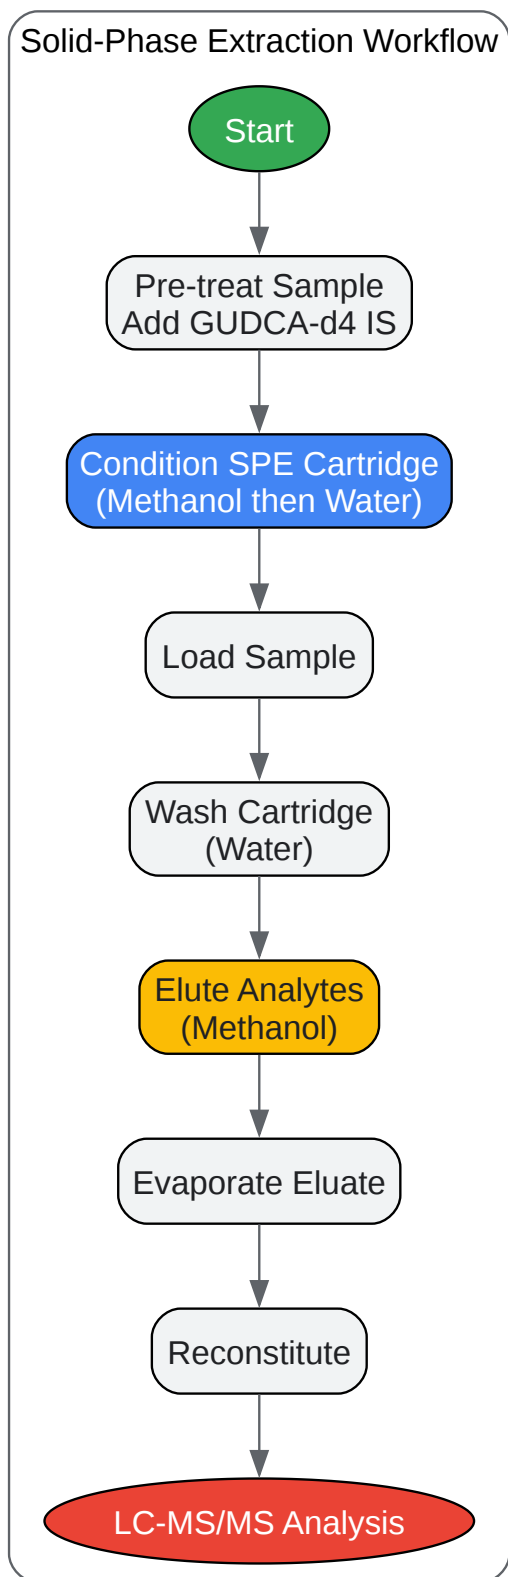 Solid-Phase Extraction Workflow
Start
Pre-treat Sample
Add GUDCA-d4 IS
Condition SPE Cartridge
(Methanol then Water)
Load Sample
Wash Cartridge
(Water)
Elute Analytes
(Methanol)
Evaporate Eluate
Reconstitute
LC-MS/MS Analysis